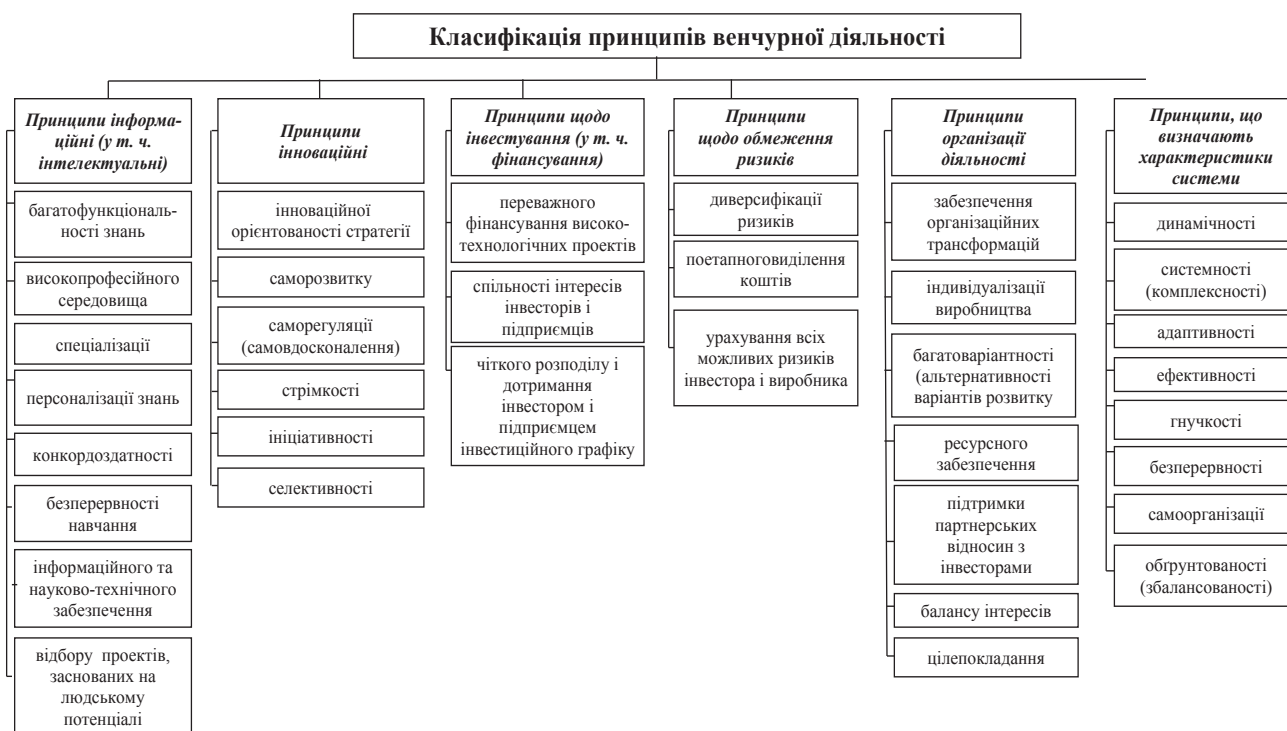 Класифікація принципів венчурної діяльності
Принципи інформа-
ційні (у т. ч.
інтелектуальні)
багатофункціональ-
ності знань
високопрофесійного
середовища
спеціалізації
персоналізації знань
конкордоздатності
безперервності
навчання
інформаційного та
науково-технічного
забезпечення
відбору проектів,
заснованих на
людському
потенціалі
Принципи
інноваційні
інноваційної
орієнтованості стратегії
саморозвитку
саморегуляції
(самовдосконалення)
стрімкості
ініціативності
селективності
Принципи щодо
інвестування (у т. ч.
фінансування)
переважного
фінансування високо-
технологічних проектів
спільності інтересів
інвесторів і
підприємців
чіткого розподілу і
дотримання
інвестором і
підприємцем
інвестиційного графіку
Принципи
щодо обмеження
ризиків
диверсифікації
ризиків
поетапноговиділення
коштів
урахування всіх
можливих ризиків
інвестора і виробника
Принципи
організації
діяльності
забезпечення
організаційних
трансформацій
індивідуалізації
виробництва
багатоваріантності
(альтернативності
варіантів розвитку
ресурсного
забезпечення
підтримки
партнерських
відносин з
інвесторами
балансу інтересів
цілепокладання
Принципи, що
визначають
характеристики
системи
динамічності
системності
(комплексності)
адаптивності
ефективності
гнучкості
безперервності
самоорганізації
обґрунтованості
(збалансованості)